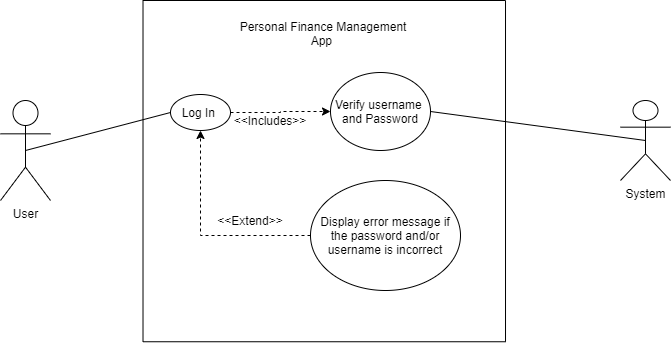 Personal Finance Management
App
Log In
<<Includes>>
Verify username
and Password
User
System
<<Extend>>
Display error message if
the password and/or
username is incorrect